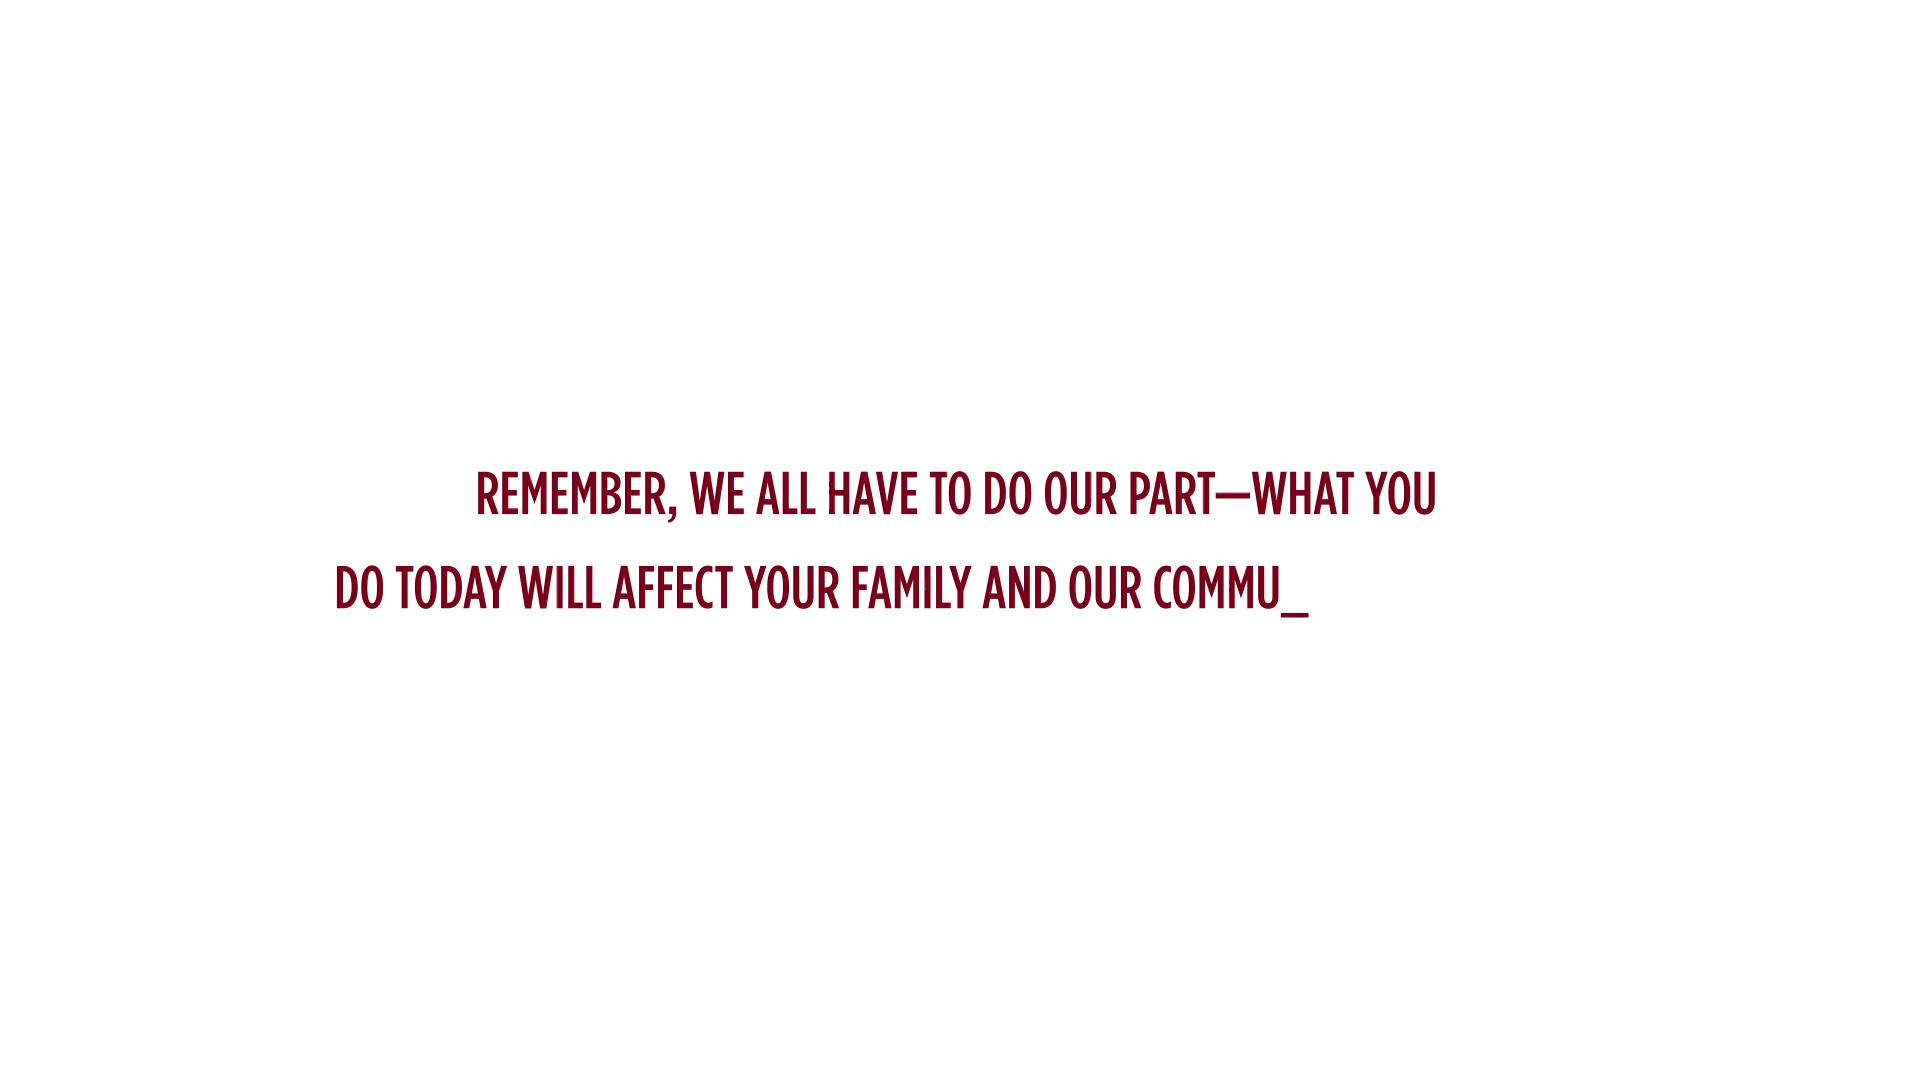 REMEMBER, WE ALL HAVE TO DO OUR PART—WHAT YOU
DO TODAY WILL AFFECT YOUR FAMILY AND OUR COMMU_